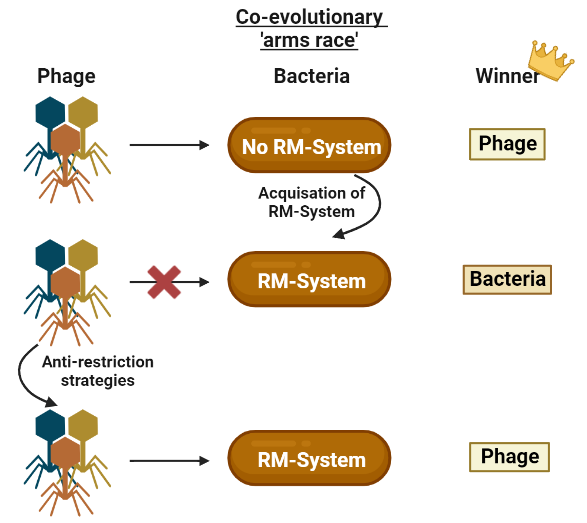 Co-evolutionary
'arms race'
Phage
Bacteria
Winner
No RM-System
Phage
Acquisation of
RM-System
RM-System
Bacteria
Anti-restriction
strategies
RM-System
Phage